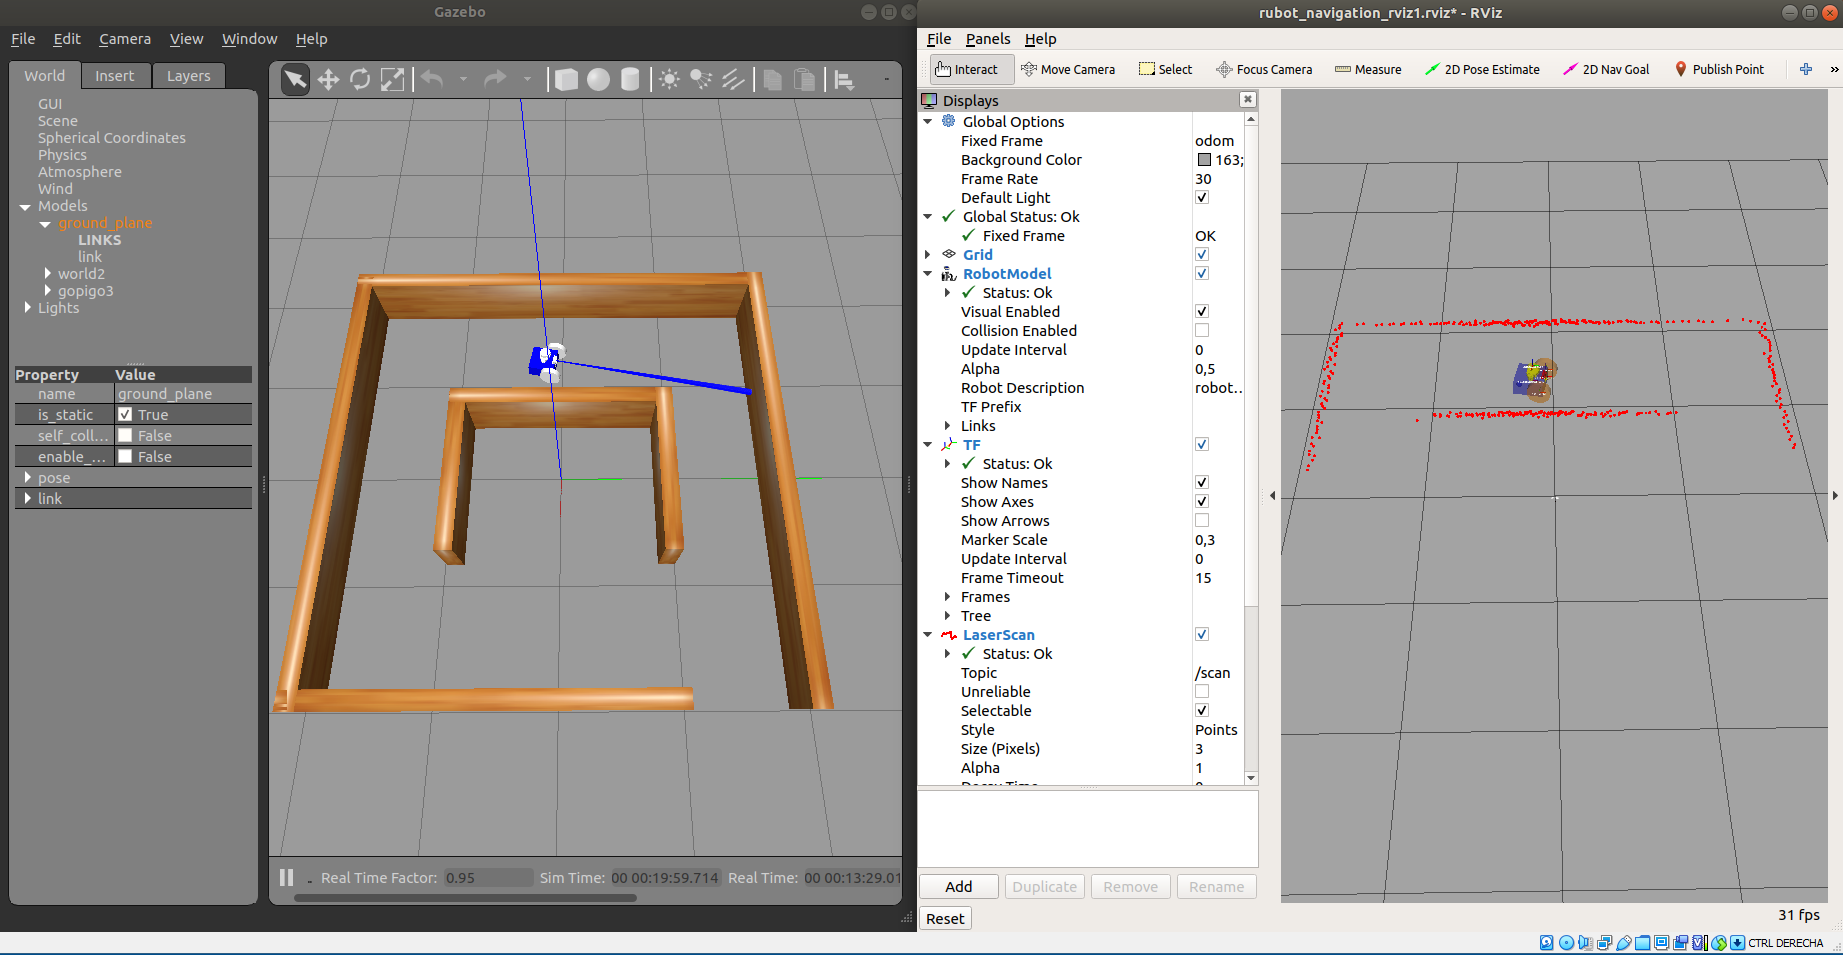 Gazebo
File Edit Camera View Window Help
World Insert Layers
GUI
Scene
Spherical Coordinates
Physics
Atmosphere
Wind
Models
ground_plane
LINKS
link
world2
gopigo3
Lights
Property Value
name ground_plane
is_static True
self_coll... False
enable_... False
pose
link
Real Time Factor: 0.95 Sim Time: 00 00:19:59.714 Real Time: 00 00:13:29.01
rubot_navigation_rviz1.rviz* - RViz
File Panels Help
Interact Move Camera Select Focus Camera Measure 2D Pose Estimate 2D Nav Goal Publish Point
Displays
Global Options
Fixed Frame odom
Background Color 163;
Frame Rate 30
Default Light
Global Status: Ok
Fixed Frame OK
Grid
RobotModel
Status: Ok
Visual Enabled
Collision Enabled
Update Interval 0
Alpha 0,5
Robot Description robot...
TF Prefix
Links
TF
Status: Ok
Show Names
Show Axes
Show Arrows
Marker Scale 0,3
Update Interval 0
Frame Timeout 15
Frames
Tree
LaserScan
Status: Ok
Topic /scan
Unreliable
Selectable
Style Points
Size (Pixels) 3
Alpha 1
Add Duplicate Remove Rename
Reset
31 fps
CTRL DERECHA